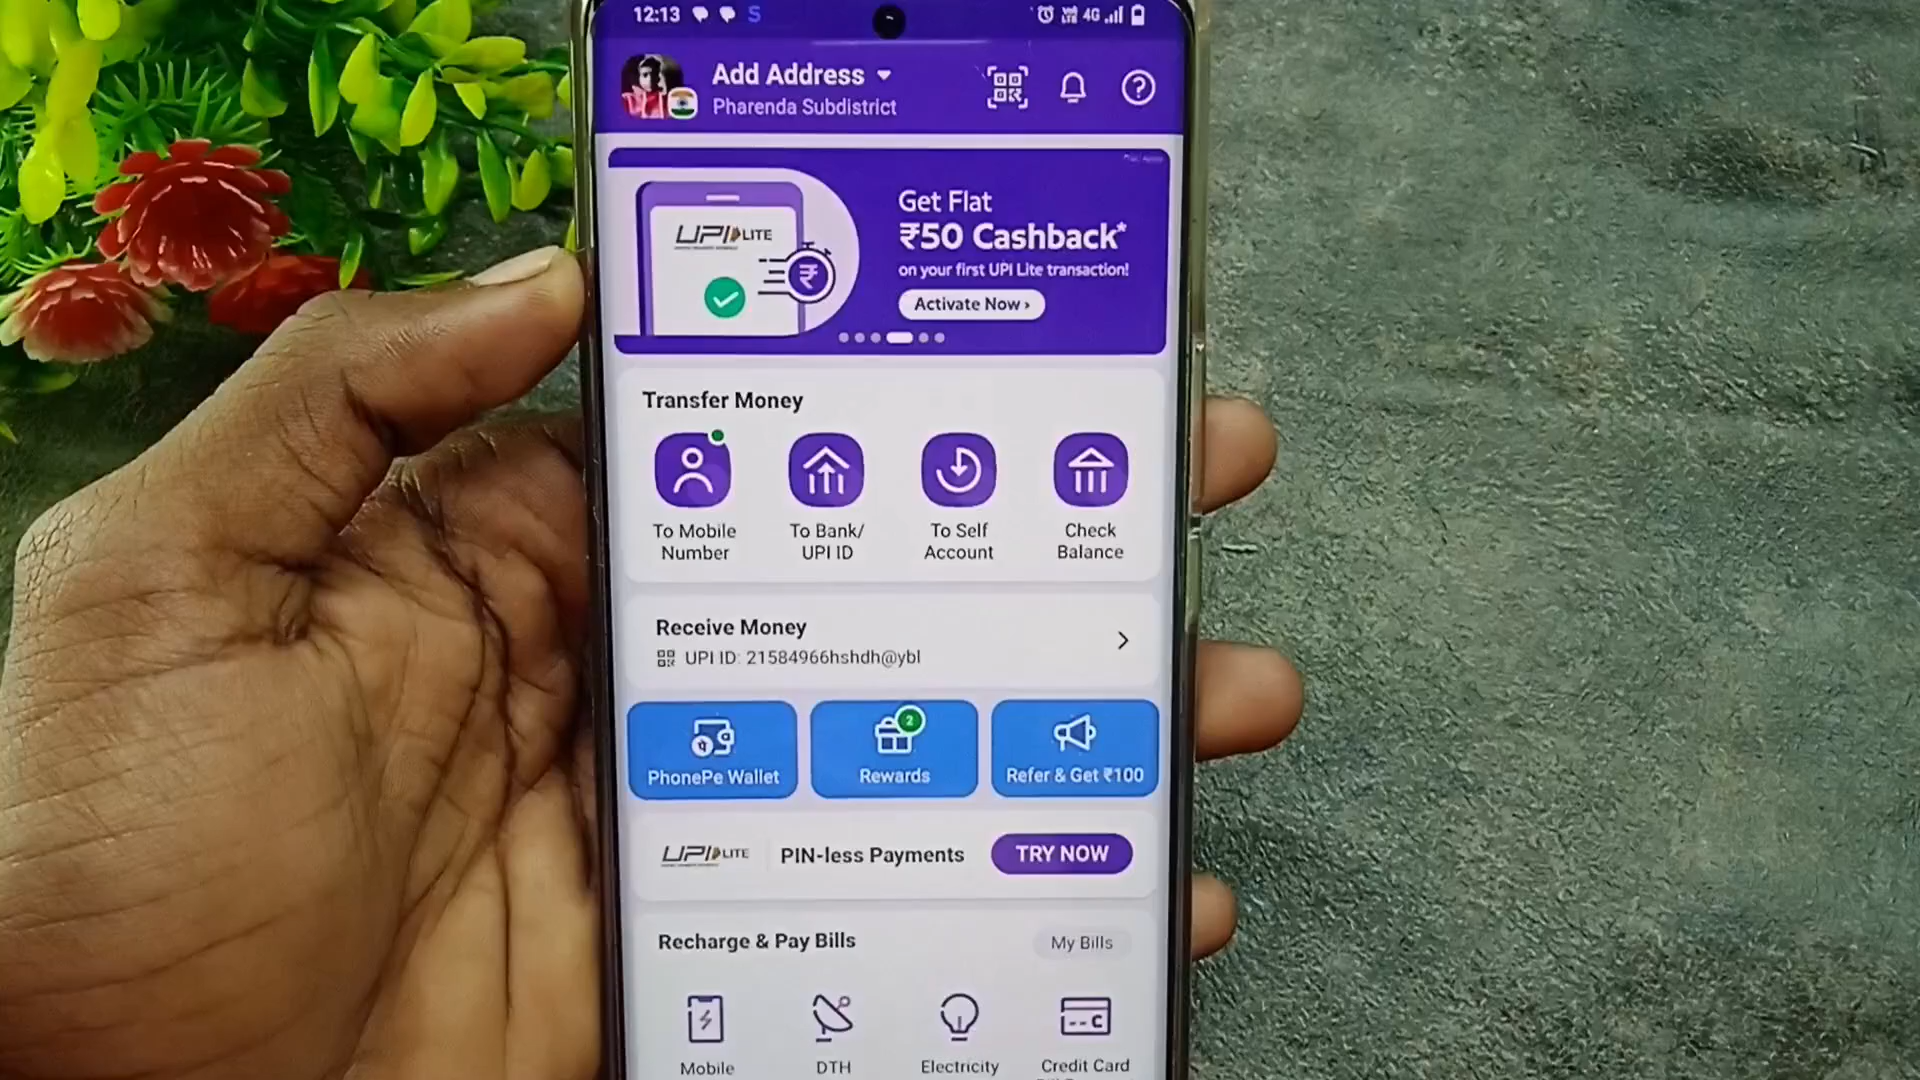 12:13
S
4G
Add Address
Pharenda Subdistrict
UPI LITE
Get Flat
₹50 Cashback*
on your first UPI Lite transaction!
Activate Now ›
Transfer Money
To Mobile
Number
To Bank/
UPI ID
To Self
Account
Check
Balance
Receive Money
UPI ID: 21584966hshdh@ybl
2
PhonePe Wallet
Rewards
Refer & Get ₹100
UPI LITE
PIN-less Payments
TRY NOW
Recharge & Pay Bills
My Bills
Mobile
DTH
Electricity
Credit Card